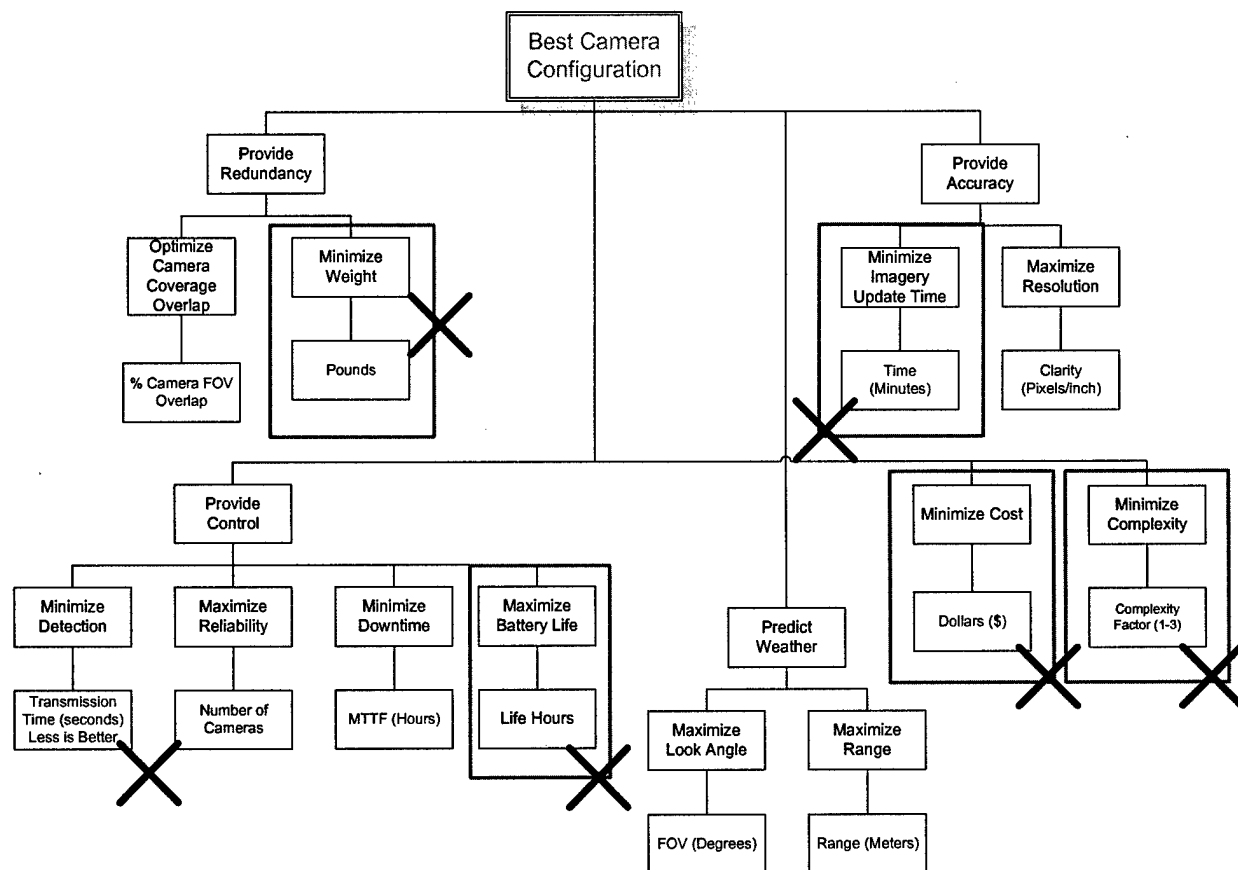 Best Camera
Configuration
Provide
Redundancy
Provide
Accuracy
Optimize
Camera
Coverage
Overlap
Minimize
Weight
Minimize
Imagery
Update Time
Maximize
Resolution
% Camera FOV
Overlap
Pounds
Time
(Minutes)
Clarity
(Pixels/Inch)
Provide
Control
Minimize Cost
Minimize
Complexity
Minimize
Detection
Maximize
Reliability
Minimize
Downtime
Maximize
Battery Life
Predict
Weather
Dollars ($)
Complexity
Factor (1-3)
Transmission
Time (seconds)
Less is Better
Number of
Cameras
MTTF (Hours)
Life Hours
Maximize
Look Angle
Maximize
Range
FOV (Degrees)
Range (Meters)